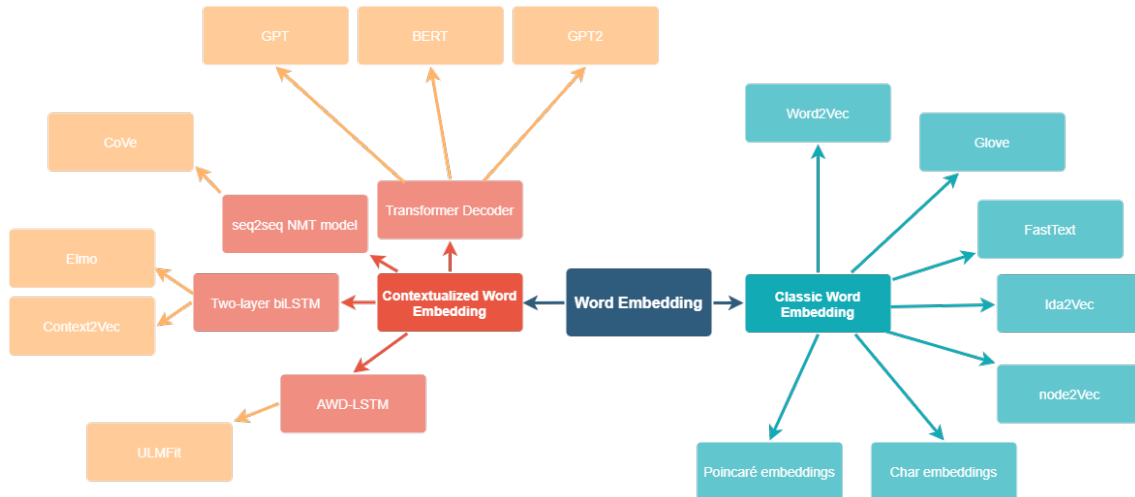 GPT
BERT
GPT2
Word2Vec
Glove
CoVe
Transformer Decoder
seq2seq NMT model
FastText
Elmo
Two-layer biLSTM
Contextualized Word
Embedding
Word Embedding
Classic Word
Embedding
lda2Vec
Context2Vec
node2Vec
AWD-LSTM
ULMFit
Poincaré embeddings
Char embeddings